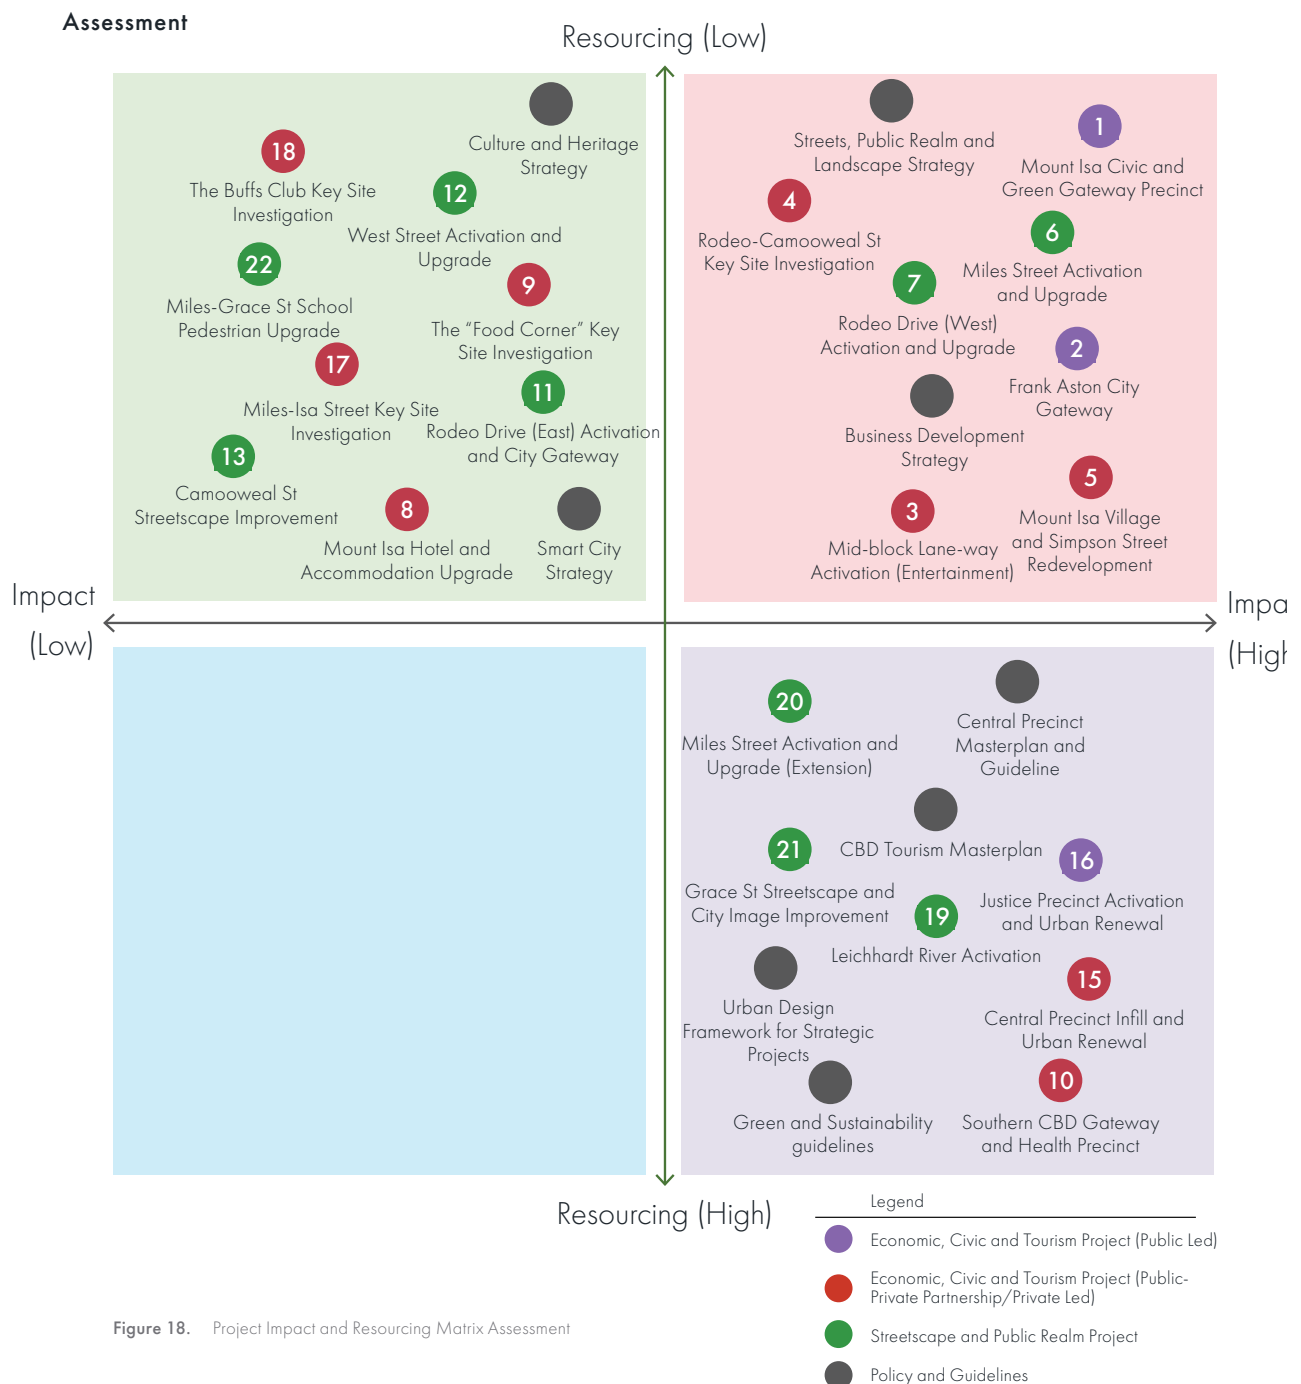 Assessment
Resourcing (Low)
Culture and Heritage
Strategy
18
The Buffs Club Key Site
Investigation
12
West Street Activation and
Upgrade
22
Miles-Grace St School
Pedestrian Upgrade
9
The “Food Corner” Key
Site Investigation
17
Miles-Isa Street Key Site
Investigation
11
Rodeo Drive (East) Activation
and City Gateway
13
Camooweal St
Streetscape Improvement
8
Mount Isa Hotel and
Accommodation Upgrade
Smart City
Strategy
Streets, Public Realm and
Landscape Strategy
1
Mount Isa Civic and
Green Gateway Precinct
4
Rodeo-Camooweal St
Key Site Investigation
6
Miles Street Activation
and Upgrade
7
Rodeo Drive (West)
Activation and Upgrade
2
Frank Aston City
Gateway
Business Development
Strategy
5
Mount Isa Village
and Simpson Street
Redevelopment
3
Mid-block Lane-way
Activation (Entertainment)
Impact
(Low)
Impa
(High
20
Miles Street Activation and
Upgrade (Extension)
Central Precinct
Masterplan and
Guideline
CBD Tourism Masterplan
21
Grace St Streetscape and
City Image Improvement
16
Justice Precinct Activation
and Urban Renewal
19
Leichhardt River Activation
Urban Design
Framework for Strategic
Projects
15
Central Precinct Infill and
Urban Renewal
Green and Sustainability
guidelines
10
Southern CBD Gateway
and Health Precinct
Resourcing (High)
Legend
Economic, Civic and Tourism Project (Public Led)
Economic, Civic and Tourism Project (Public-
Private Partnership/Private Led)
Streetscape and Public Realm Project
Policy and Guidelines
Figure 18. Project Impact and Resourcing Matrix Assessment